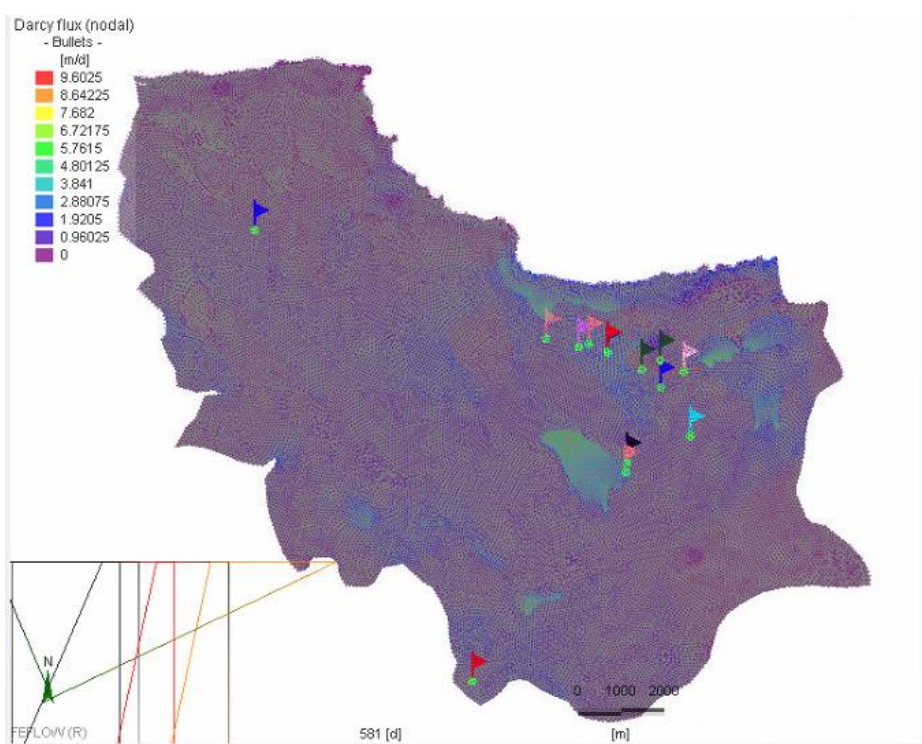 Darcy flux (nodal)
- Bullets -
[m/d]
9.6025
8.64225
7.682
6.72175
5.7615
4.80125
3.841
2.88075
1.9205
0.96025
0
N
0 1000 2000
FEFLOW (R)
581 [d]
[m]